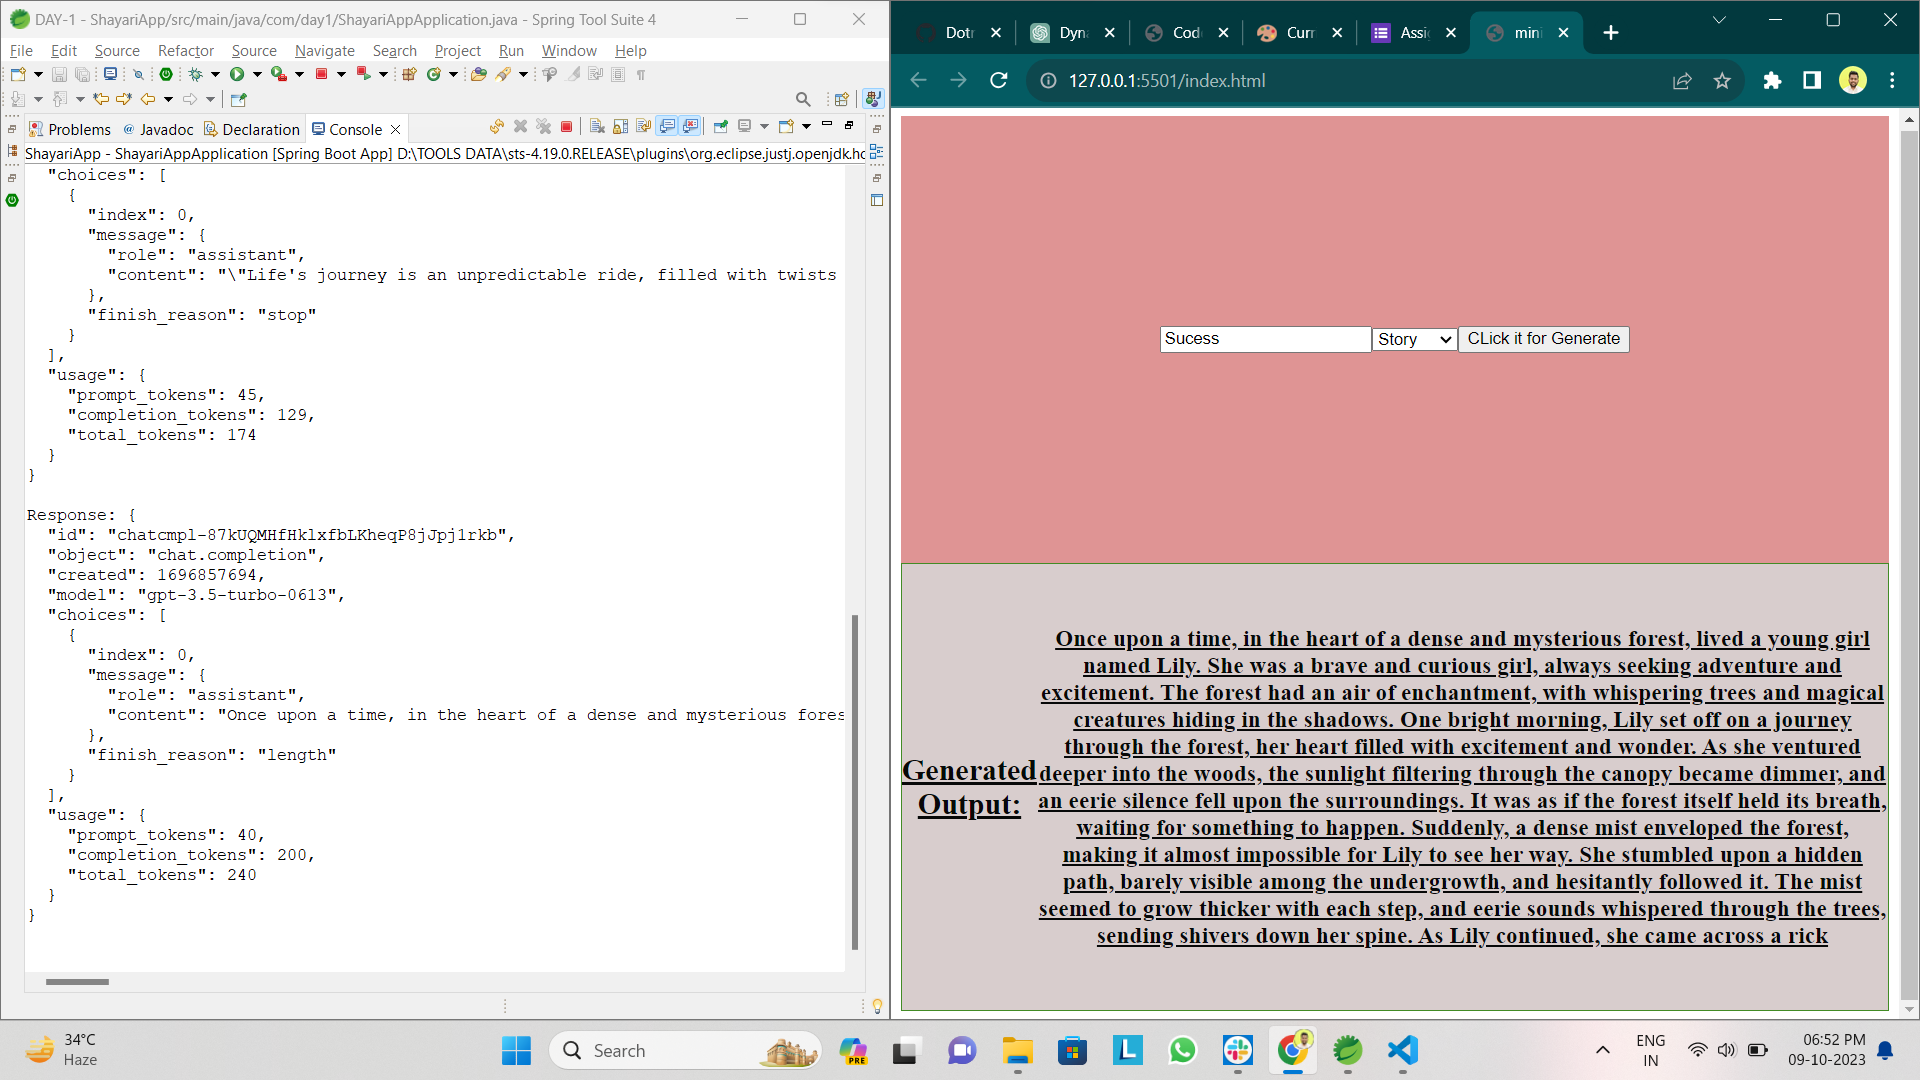 DAY-1 - ShayariApp/src/main/java/com/day1/ShayariAppApplication.java - Spring Tool Suite 4
File Edit Source Refactor Source Navigate Search Project Run Window Help
Problems @ Javadoc Declaration Console
ShayariApp - ShayariAppApplication [Spring Boot App] D:\TOOLS DATA\sts-4.19.0.RELEASE\plugins\org.eclipse.justj.openjdk.hc
"choices": [
{
"index": 0,
"message": {
"role": "assistant",
"content": "\"Life's journey is an unpredictable ride, filled with twists
},
"finish_reason": "stop"
}
],
"usage": {
"prompt_tokens": 45,
"completion_tokens": 129,
"total_tokens": 174
}
}
Response: {
"id": "chatcmpl-87kUQMHfHklxfbLKheqP8jJpj1rkb",
"object": "chat.completion",
"created": 1696857694,
"model": "gpt-3.5-turbo-0613",
"choices": [
{
"index": 0,
"message": {
"role": "assistant",
"content": "Once upon a time, in the heart of a dense and mysterious fores
},
"finish_reason": "length"
}
],
"usage": {
"prompt_tokens": 40,
"completion_tokens": 200,
"total_tokens": 240
}
}
Dotr Dyna Cod Curr Assi mini
127.0.0.1:5501/index.html
Sucess Story CLick it for Generate
Generated
Output:
Once upon a time, in the heart of a dense and mysterious forest, lived a young girl
named Lily. She was a brave and curious girl, always seeking adventure and
excitement. The forest had an air of enchantment, with whispering trees and magical
creatures hiding in the shadows. One bright morning, Lily set off on a journey
through the forest, her heart filled with excitement and wonder. As she ventured
deeper into the woods, the sunlight filtering through the canopy became dimmer, and
an eerie silence fell upon the surroundings. It was as if the forest itself held its breath,
waiting for something to happen. Suddenly, a dense mist enveloped the forest,
making it almost impossible for Lily to see her way. She stumbled upon a hidden
path, barely visible among the undergrowth, and hesitantly followed it. The mist
seemed to grow thicker with each step, and eerie sounds whispered through the trees,
sending shivers down her spine. As Lily continued, she came across a rick
34°C
Haze
Search
PRE
L
ENG
IN
06:52 PM
09-10-2023